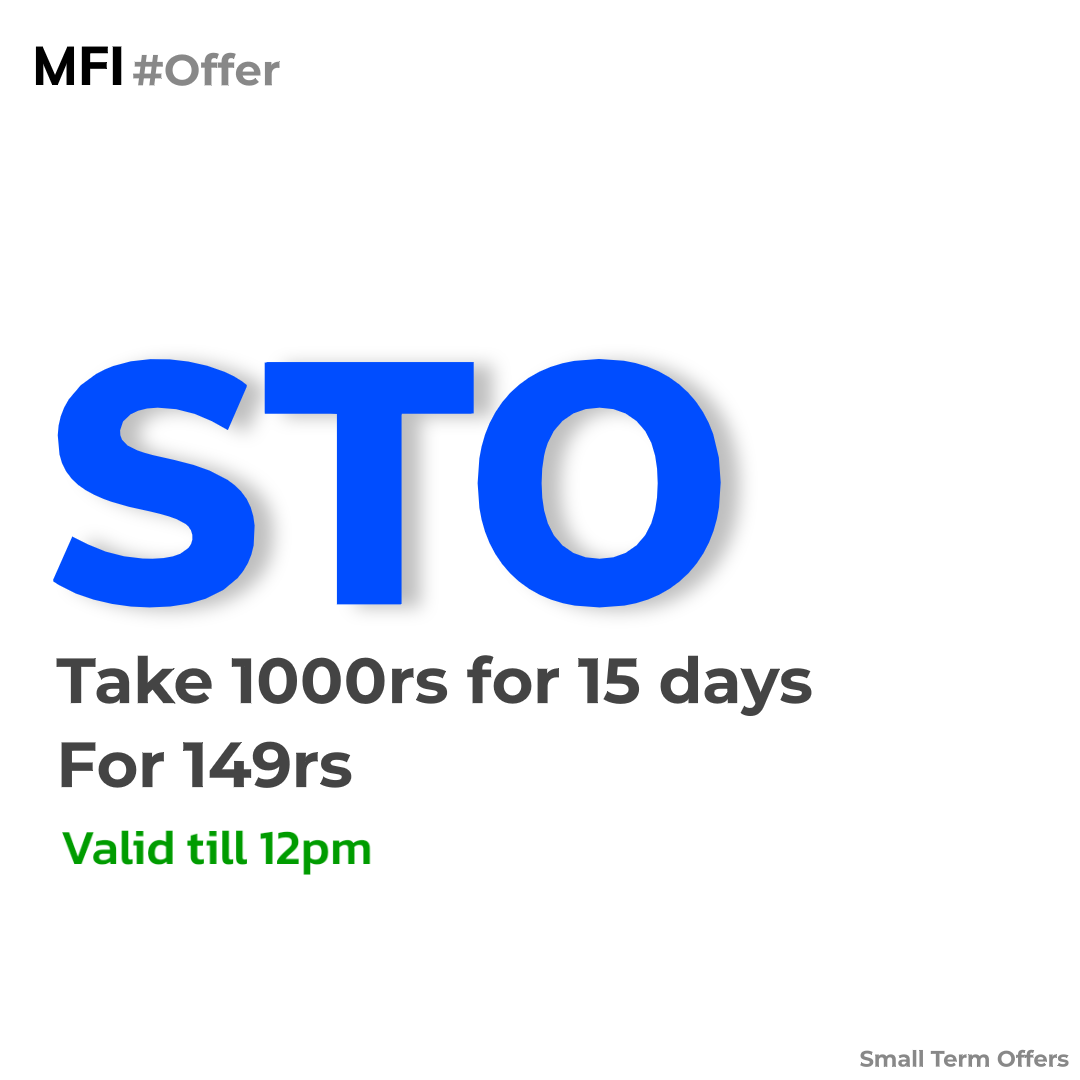 MFI #Offer
STO
Take 1000rs for 15 days
For 149rs
Valid till 12pm
Small Term Offers